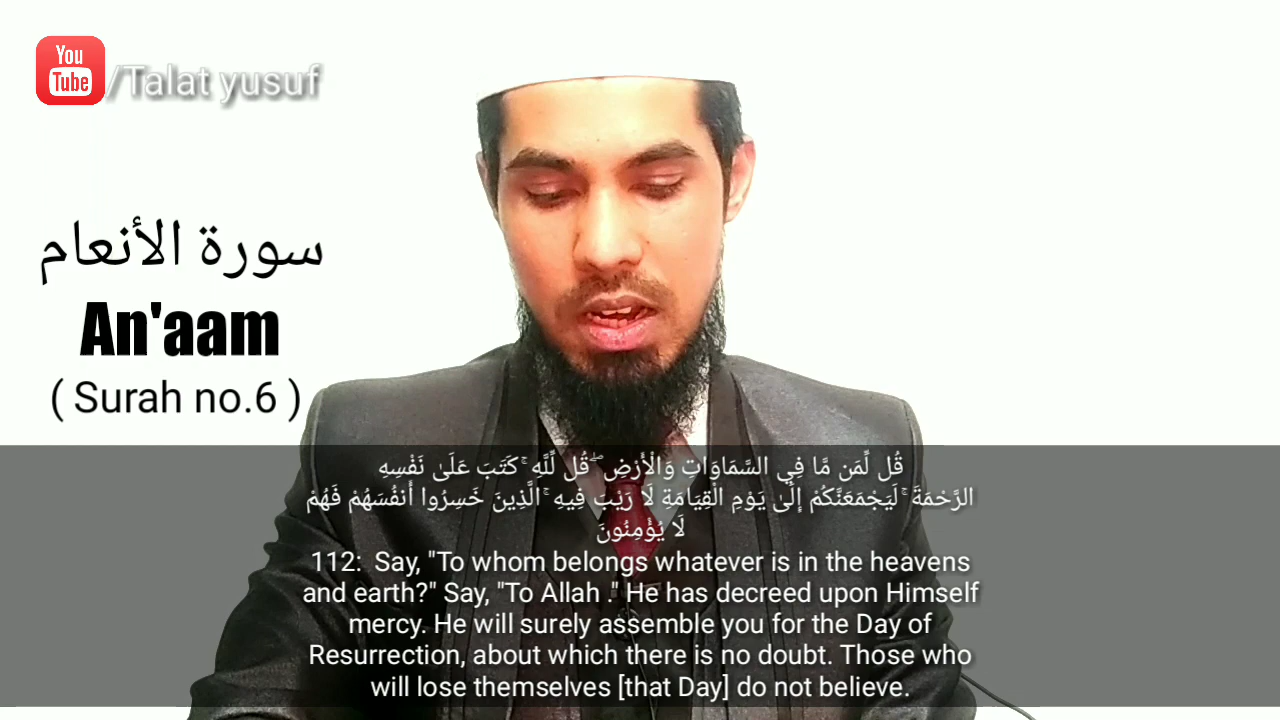 You
Tube
/Talat yusuf
سورة الأنعام
An'aam
( Surah no.6 )
قُل لِّمَن مَّا فِي السَّمَاوَاتِ وَالْأَرْضِ ۖ قُل لِّلَّهِ ۚ كَتَبَ عَلَىٰ نَفْسِهِ
الرَّحْمَةَ ۚ لَيَجْمَعَنَّكُمْ إِلَىٰ يَوْمِ الْقِيَامَةِ لَا رَيْبَ فِيهِ ۚ الَّذِينَ خَسِرُوا أَنفُسَهُمْ فَهُمْ
لَا يُؤْمِنُونَ
112: Say, "To whom belongs whatever is in the heavens
and earth?" Say, "To Allah ." He has decreed upon Himself
mercy. He will surely assemble you for the Day of
Resurrection, about which there is no doubt. Those who
will lose themselves [that Day] do not believe.